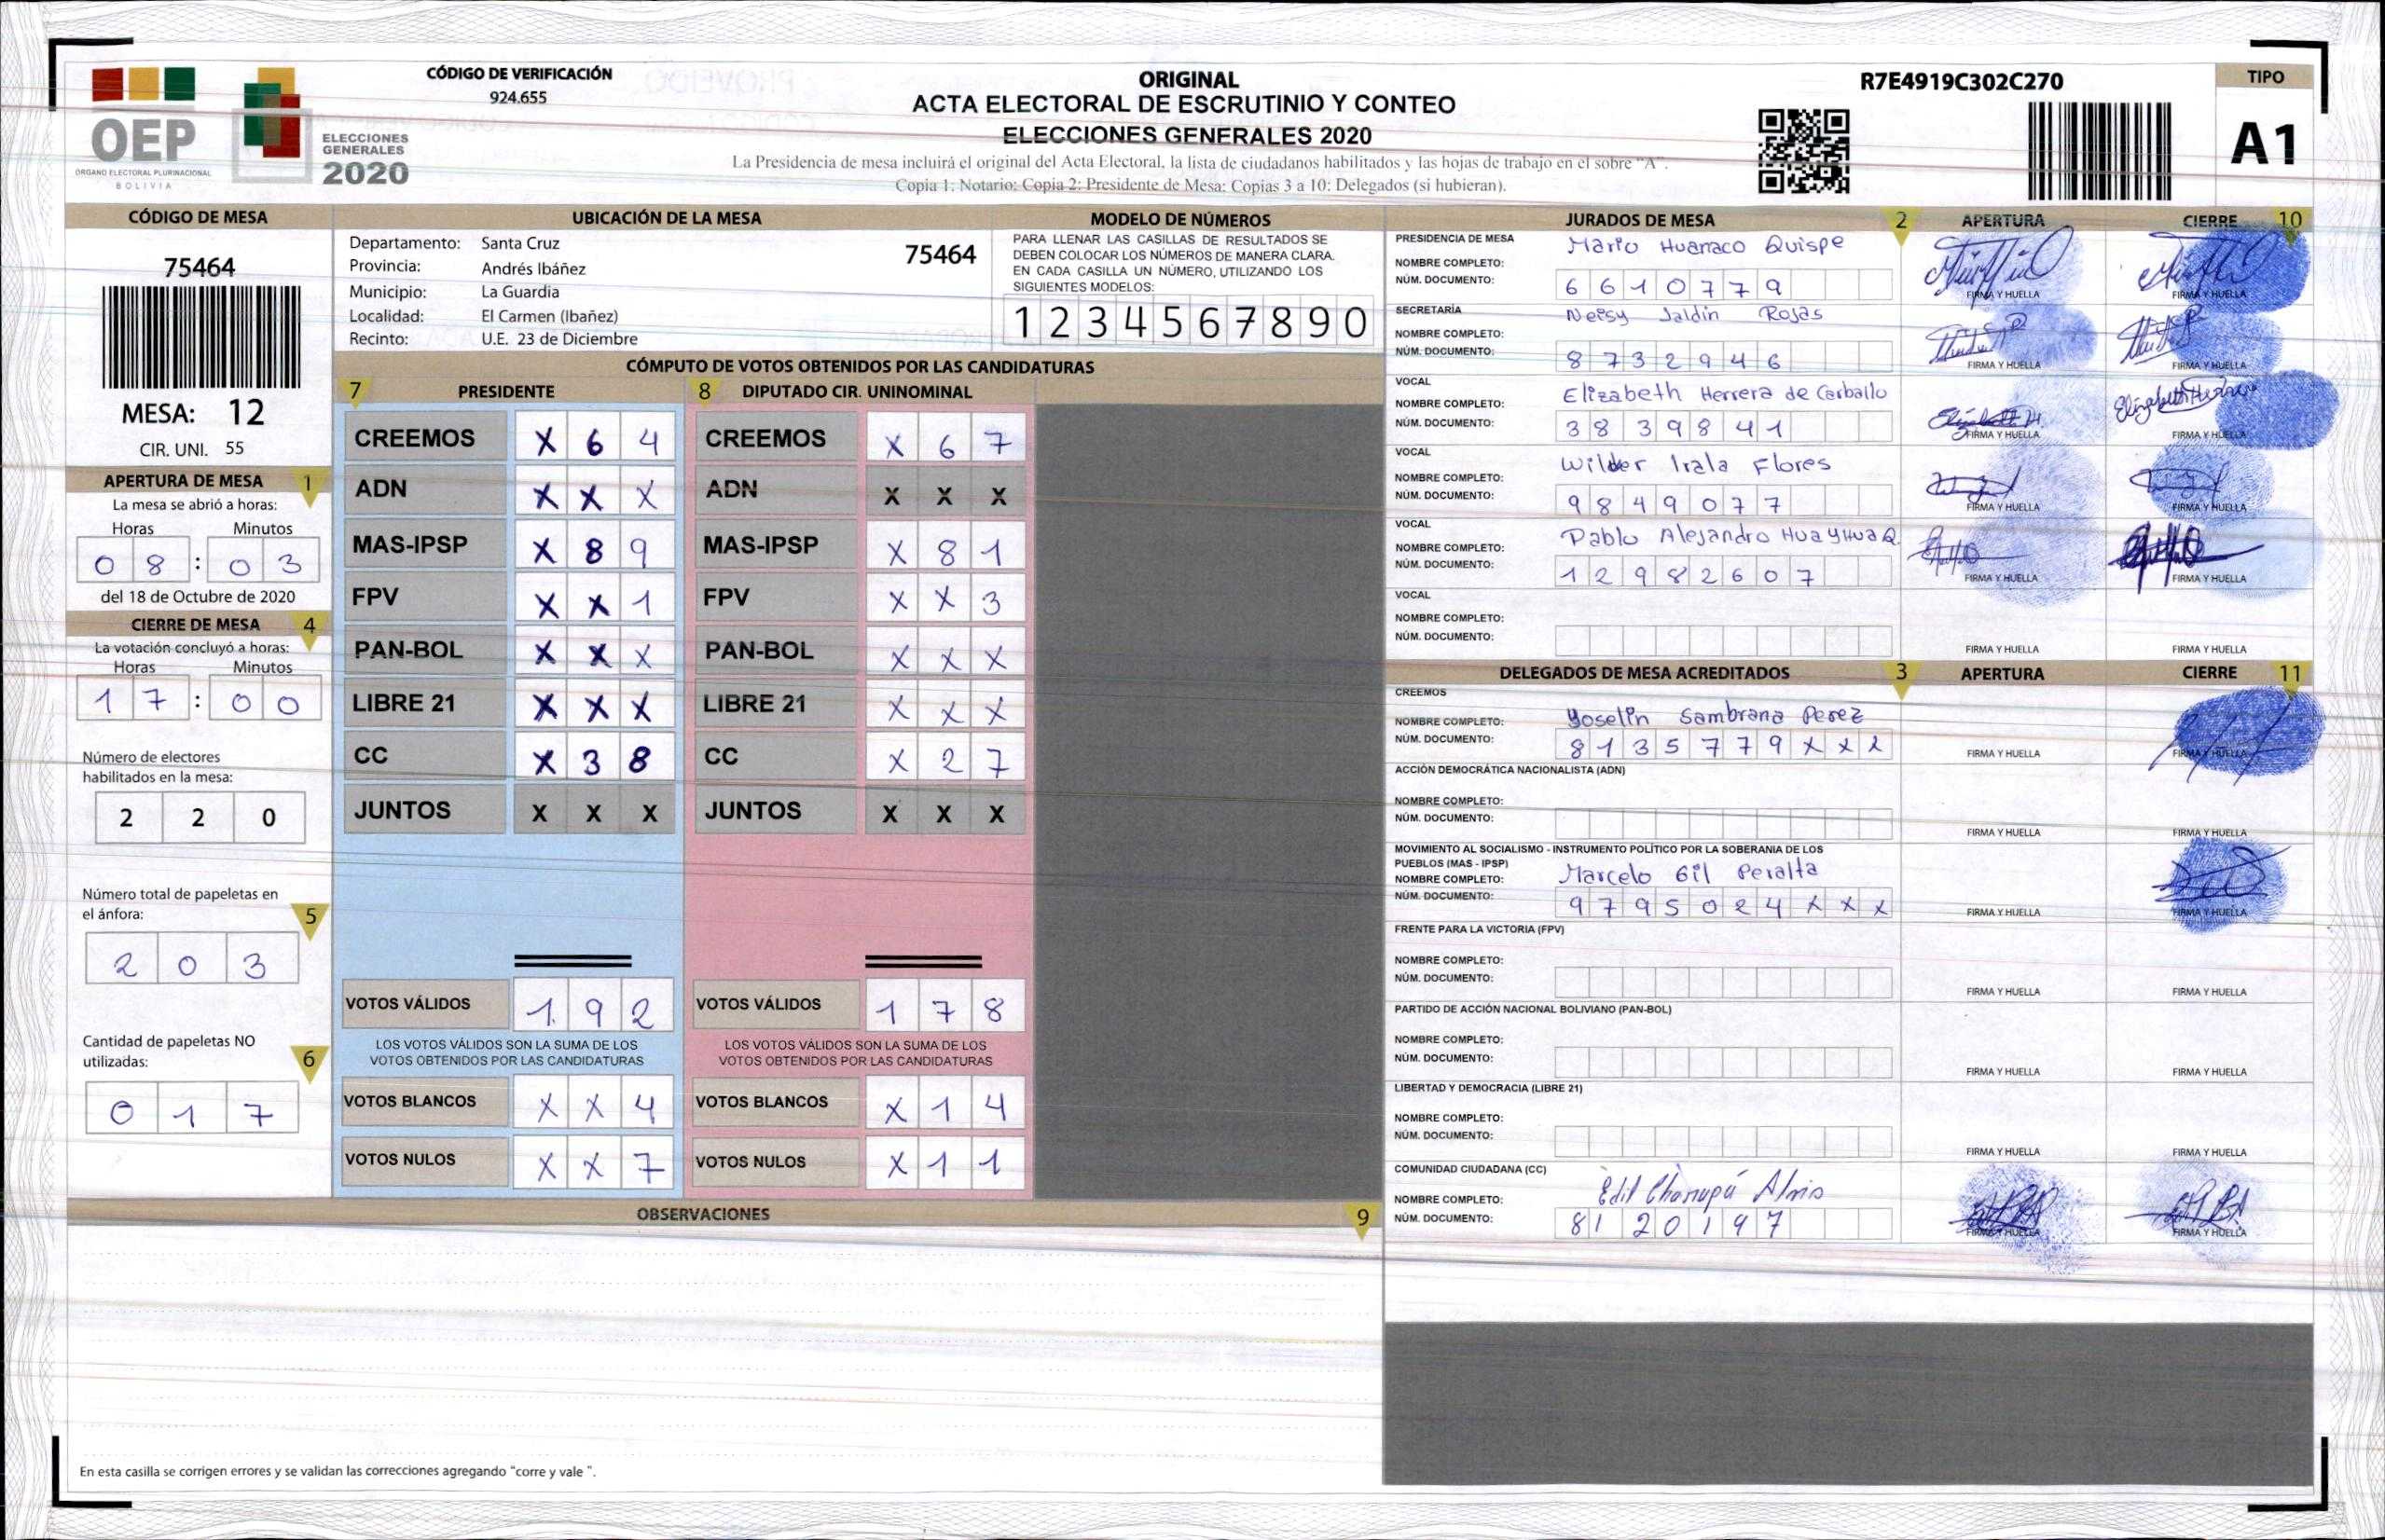 CÓDIGO DE VERIFICACIÓN
924.655
OEP
ÓRGANO ELECTORAL PLURINACIONAL
BOLIVIA
ELECCIONES
GENERALES
2020
ORIGINAL
ACTA ELECTORAL DE ESCRUTINIO Y CONTEO
ELECCIONES GENERALES 2020
La Presidencia de mesa incluirá el original del Acta Electoral, la lista de ciudadanos habilitados y las hojas de trabajo en el sobre "A".
Copia 1: Notario; Copia 2: Presidente de Mesa; Copias 3 a 10: Delegados (si hubieran).
R7E4919C302C270
TIPO
A1
CÓDIGO DE MESA
75464
MESA: 12
CIR. UNI. 55
APERTURA DE MESA 1
La mesa se abrió a horas:
Horas Minutos
0 8 : 0 3
del 18 de Octubre de 2020
CIERRE DE MESA 4
La votación concluyó a horas:
Horas Minutos
1 7 : 0 0
Número de electores
habilitados en la mesa:
2 2 0
Número total de papeletas en
el ánfora: 5
2 0 3
Cantidad de papeletas NO
utilizadas: 6
0 1 7
UBICACIÓN DE LA MESA
Departamento: Santa Cruz 75464
Provincia: Andrés Ibáñez
Municipio: La Guardia
Localidad: El Carmen (Ibañez)
Recinto: U.E. 23 de Diciembre
MODELO DE NÚMEROS
PARA LLENAR LAS CASILLAS DE RESULTADOS SE
DEBEN COLOCAR LOS NÚMEROS DE MANERA CLARA.
EN CADA CASILLA UN NÚMERO, UTILIZANDO LOS
SIGUIENTES MODELOS:
1 2 3 4 5 6 7 8 9 0
CÓMPUTO DE VOTOS OBTENIDOS POR LAS CANDIDATURAS
7 PRESIDENTE
CREEMOS X 6 4
ADN X X X
MAS-IPSP X 8 9
FPV X X 1
PAN-BOL X X X
LIBRE 21 X X X
CC X 3 8
JUNTOS X X X
VOTOS VÁLIDOS 1 9 2
LOS VOTOS VÁLIDOS SON LA SUMA DE LOS
VOTOS OBTENIDOS POR LAS CANDIDATURAS
VOTOS BLANCOS X X 4
VOTOS NULOS X X 7
8 DIPUTADO CIR. UNINOMINAL
CREEMOS X 6 7
ADN X X X
MAS-IPSP X 8 1
FPV X X 3
PAN-BOL X X X
LIBRE 21 X X X
CC X 2 7
JUNTOS X X X
VOTOS VÁLIDOS 1 7 8
LOS VOTOS VÁLIDOS SON LA SUMA DE LOS
VOTOS OBTENIDOS POR LAS CANDIDATURAS
VOTOS BLANCOS X 1 4
VOTOS NULOS X 1 1
OBSERVACIONES 9
En esta casilla se corrigen errores y se validan las correcciones agregando "corre y vale ".
JURADOS DE MESA 2 APERTURA CIERRE 10
PRESIDENCIA DE MESA
NOMBRE COMPLETO: Mario Huarraco Quispe
NÚM. DOCUMENTO: 6 6 1 0 7 7 9
FIRMA Y HUELLA FIRMA Y HUELLA
SECRETARÍA
NOMBRE COMPLETO: Neisy Jaldin Rojas
NÚM. DOCUMENTO: 8 7 3 2 9 4 6
FIRMA Y HUELLA FIRMA Y HUELLA
VOCAL
NOMBRE COMPLETO: Elizabeth Herrera de Carballo
NÚM. DOCUMENTO: 3 8 3 9 8 4 1
FIRMA Y HUELLA FIRMA Y HUELLA
VOCAL
NOMBRE COMPLETO: Wilder Irala Flores
NÚM. DOCUMENTO: 9 8 4 9 0 7 7
FIRMA Y HUELLA FIRMA Y HUELLA
VOCAL
NOMBRE COMPLETO: Pablo Alejandro Huayhua Q.
NÚM. DOCUMENTO: 1 2 9 8 2 6 0 7
FIRMA Y HUELLA FIRMA Y HUELLA
VOCAL
NOMBRE COMPLETO:
NÚM. DOCUMENTO:
FIRMA Y HUELLA FIRMA Y HUELLA
DELEGADOS DE MESA ACREDITADOS 3 APERTURA CIERRE 11
CREEMOS
NOMBRE COMPLETO: Yoselin Sambrana Perez
NÚM. DOCUMENTO: 8 1 3 5 7 7 9 X X X
FIRMA Y HUELLA FIRMA Y HUELLA
ACCIÓN DEMOCRÁTICA NACIONALISTA (ADN)
NOMBRE COMPLETO:
NÚM. DOCUMENTO:
FIRMA Y HUELLA FIRMA Y HUELLA
MOVIMIENTO AL SOCIALISMO - INSTRUMENTO POLÍTICO POR LA SOBERANIA DE LOS
PUEBLOS (MAS - IPSP)
NOMBRE COMPLETO: Marcelo Gil Peralta
NÚM. DOCUMENTO: 9 7 9 5 0 2 4 X X X
FIRMA Y HUELLA FIRMA Y HUELLA
FRENTE PARA LA VICTORIA (FPV)
NOMBRE COMPLETO:
NÚM. DOCUMENTO:
FIRMA Y HUELLA FIRMA Y HUELLA
PARTIDO DE ACCIÓN NACIONAL BOLIVIANO (PAN-BOL)
NOMBRE COMPLETO:
NÚM. DOCUMENTO:
FIRMA Y HUELLA FIRMA Y HUELLA
LIBERTAD Y DEMOCRACIA (LIBRE 21)
NOMBRE COMPLETO:
NÚM. DOCUMENTO:
FIRMA Y HUELLA FIRMA Y HUELLA
COMUNIDAD CIUDADANA (CC)
NOMBRE COMPLETO: Edil
NÚM. DOCUMENTO: 8 1 2 0 1 9 7
FIRMA Y HUELLA FIRMA Y HUELLA